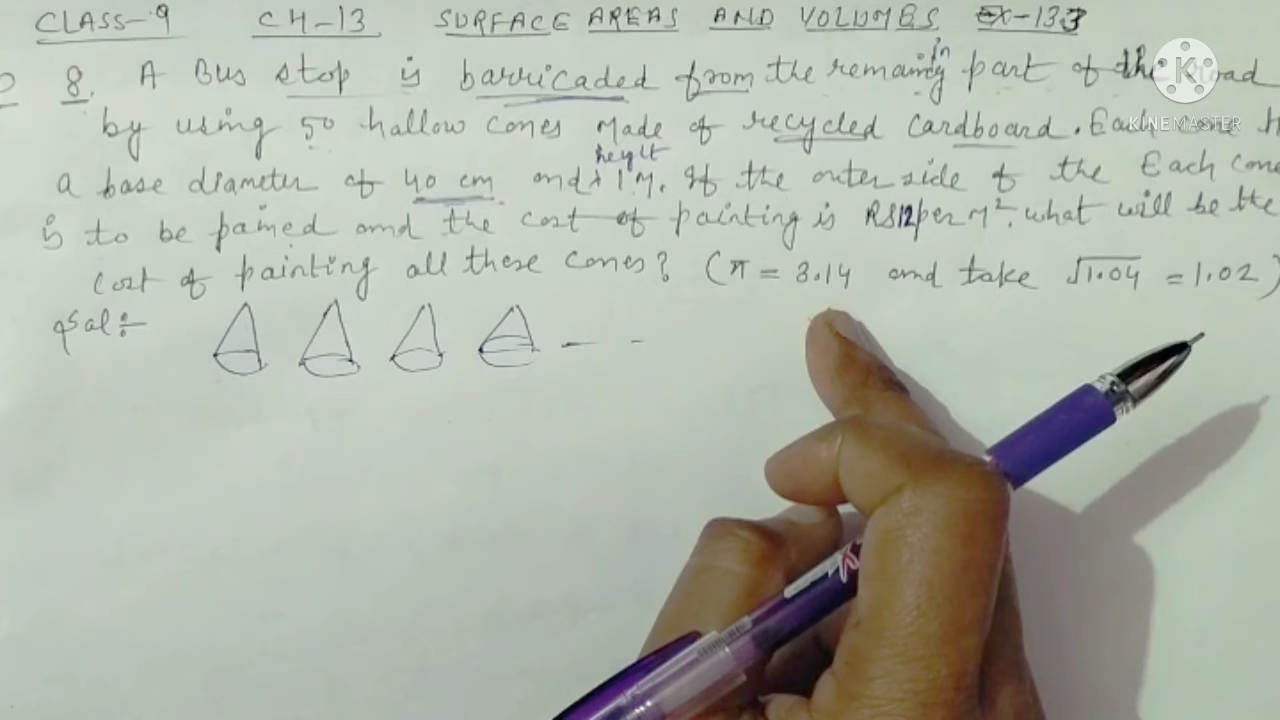 CLASS-9 CH-13 SURFACE AREAS AND VOLUMES EX-13.3
8. A Bus stop is barricaded from the remaining part of the road
by using 50 hallow cones Made of recycled cardboard. Each
KINEMASTER
height
a base diameter of 40 cm and 1 M. If the outer side of the Each cone
is to be pained and the cost of painting is RS12 per M². what will be the
cost of painting all these cones? (π = 3.14 and take √1.04 = 1.02)
Sol:-